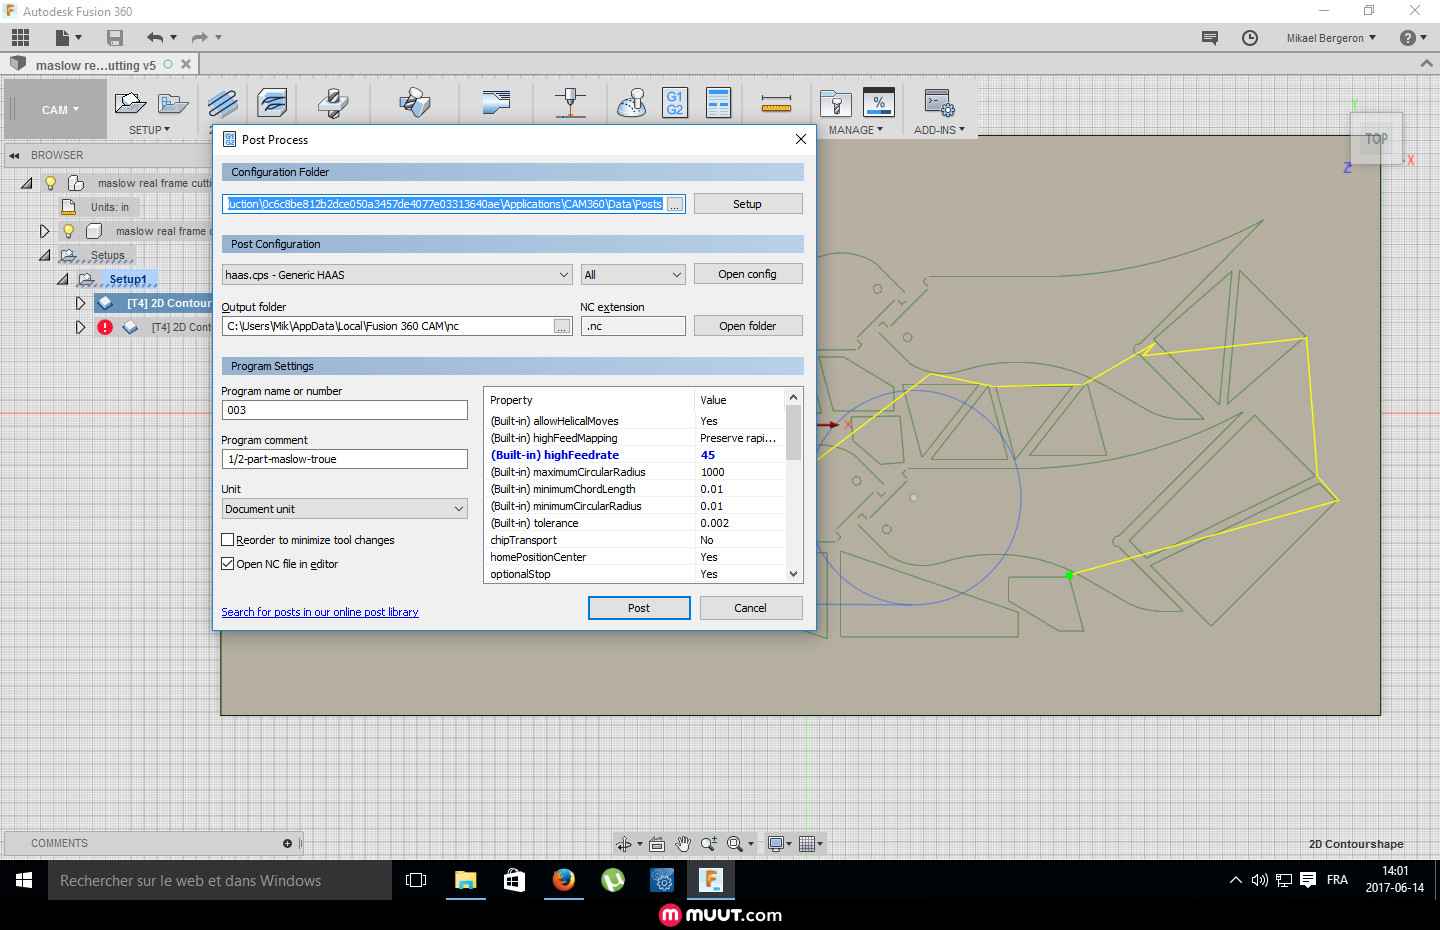 Autodesk Fusion 360
Mikael Bergeron
maslow re...utting v5
CAM
SETUP
G1
G2
MANAGE
ADD-INS
BROWSER
maslow real frame cutti
Units: in
maslow real frame c
Setups
Setup1
[T4] 2D Contour
[T4] 2D Cont
Post Process
Configuration Folder
uction\0c6c8be812b2dce050a3457de4077e03313640ae\Applications\CAM360\Data\Posts
...
Setup
Post Configuration
haas.cps - Generic HAAS
All
Open config
Output folder
NC extension
C:\Users\Mik\AppData\Local\Fusion 360 CAM\nc
...
.nc
Open folder
Program Settings
Program name or number
003
Program comment
1/2-part-maslow-troue
Unit
Document unit
Reorder to minimize tool changes
Open NC file in editor
Search for posts in our online post library
Property Value
(Built-in) allowHelicalMoves Yes
(Built-in) highFeedMapping Preserve rapi...
(Built-in) highFeedrate 45
(Built-in) maximumCircularRadius 1000
(Built-in) minimumChordLength 0.01
(Built-in) minimumCircularRadius 0.01
(Built-in) tolerance 0.002
chipTransport No
homePositionCenter Yes
optionalStop Yes
Post
Cancel
Y
TOP
Z
X
X
COMMENTS
2D Contourshape
Rechercher sur le web et dans Windows
FRA
14:01
2017-06-14
m muut.com